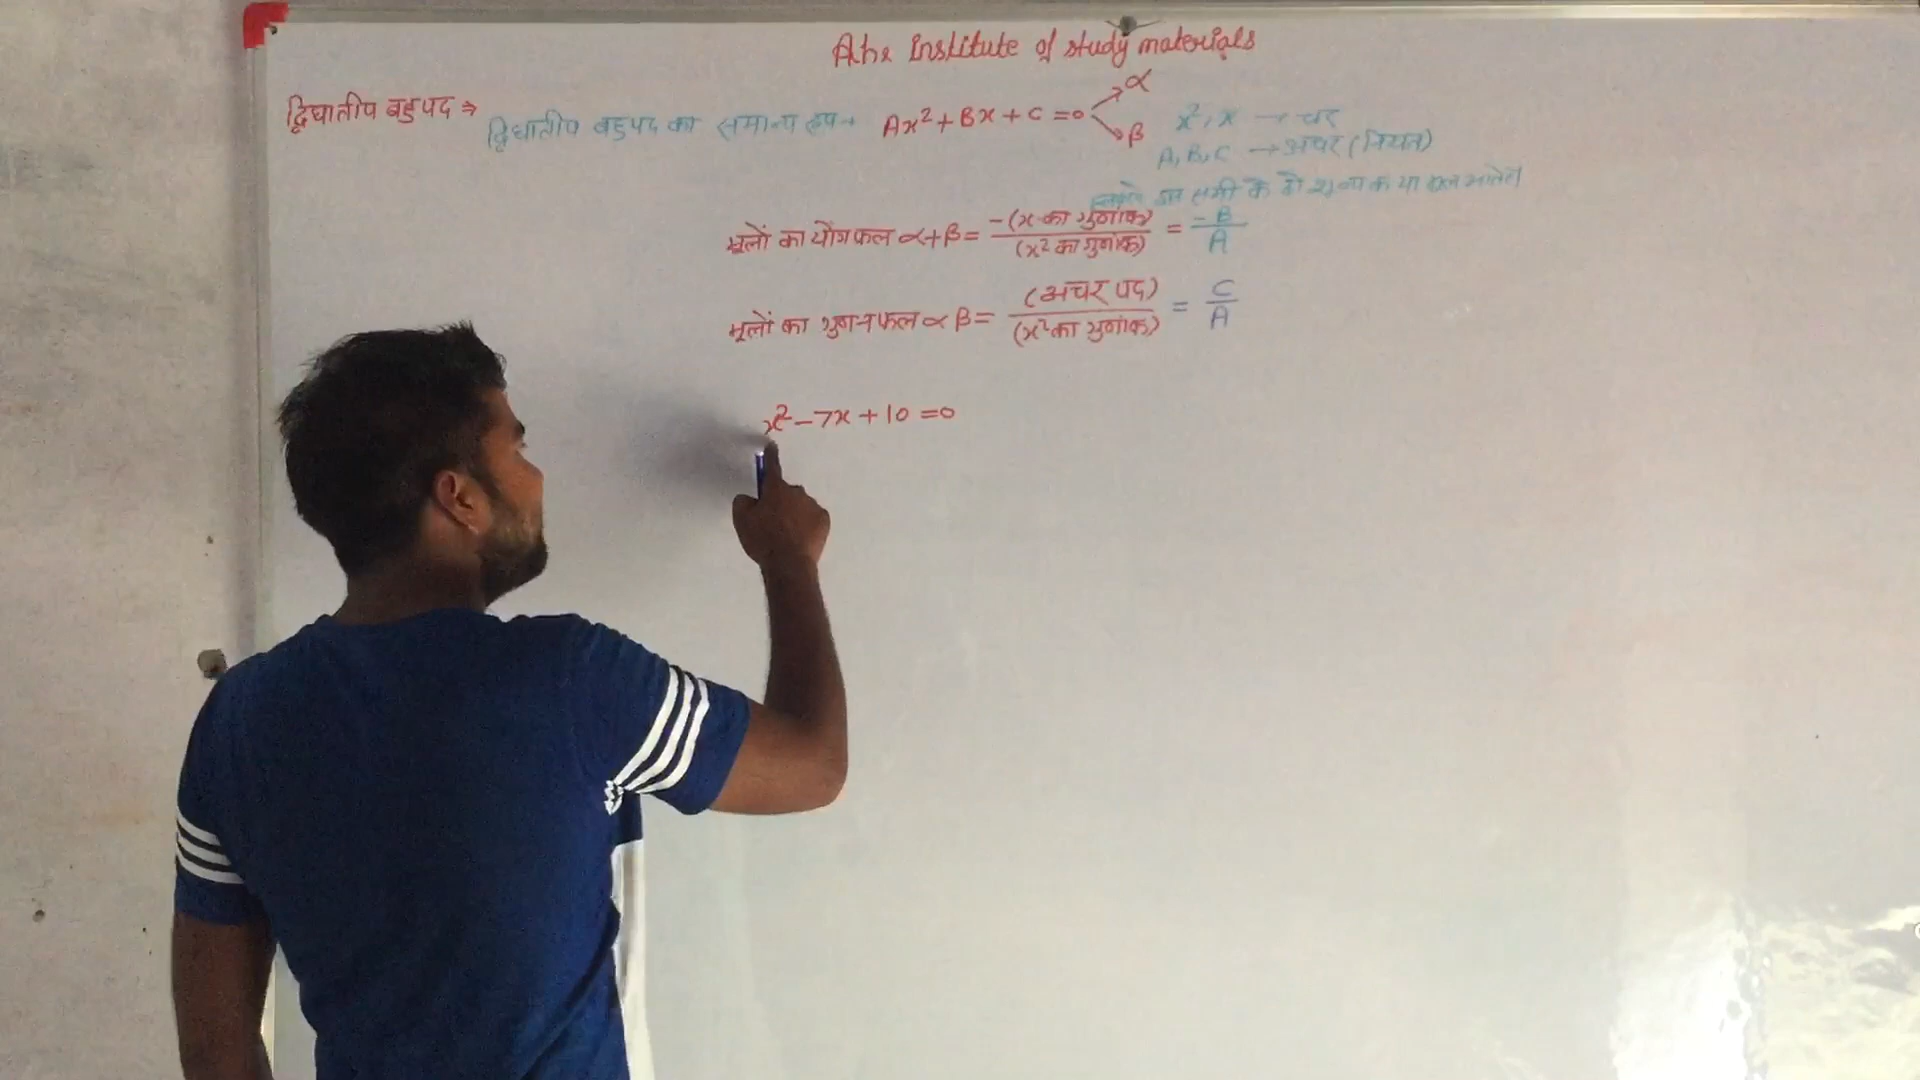 Institute of study materials
द्विघातीय बहुपद ⇒ द्विघातीय बहुपद का सामान्य रूप → Ax² + Bx + C = 0
α
β
x², x → चर
A, B, C → अचर (नियत)
मूलों का योगफल α+β = -(x का गुणांक) / (x² का गुणांक) = -B / A
मूलों का गुणनफल αβ = (अचर पद) / (x² का गुणांक) = C / A
x² - 7x + 10 = 0